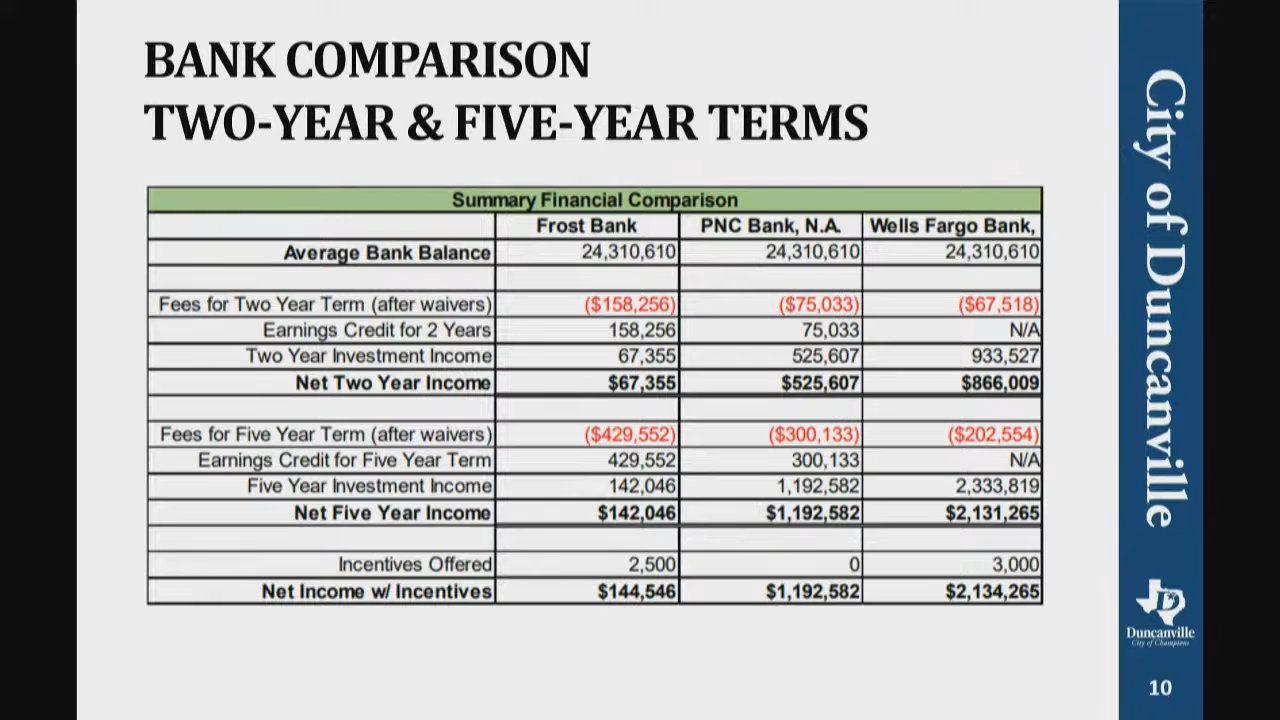 BANK COMPARISON
TWO-YEAR & FIVE-YEAR TERMS
Summary Financial Comparison
Frost Bank PNC Bank, N.A. Wells Fargo Bank,
Average Bank Balance 24,310,610 24,310,610 24,310,610
Fees for Two Year Term (after waivers) ($158,256) ($75,033) ($67,518)
Earnings Credit for 2 Years 158,256 75,033 N/A
Two Year Investment Income 67,355 525,607 933,527
Net Two Year Income $67,355 $525,607 $866,009
Fees for Five Year Term (after waivers) ($429,552) ($300,133) ($202,554)
Earnings Credit for Five Year Term 429,552 300,133 N/A
Five Year Investment Income 142,046 1,192,582 2,333,819
Net Five Year Income $142,046 $1,192,582 $2,131,265
Incentives Offered 2,500 0 3,000
Net Income w/ Incentives $144,546 $1,192,582 $2,134,265
City of Duncanville
D
Duncanville
City of Champions
10